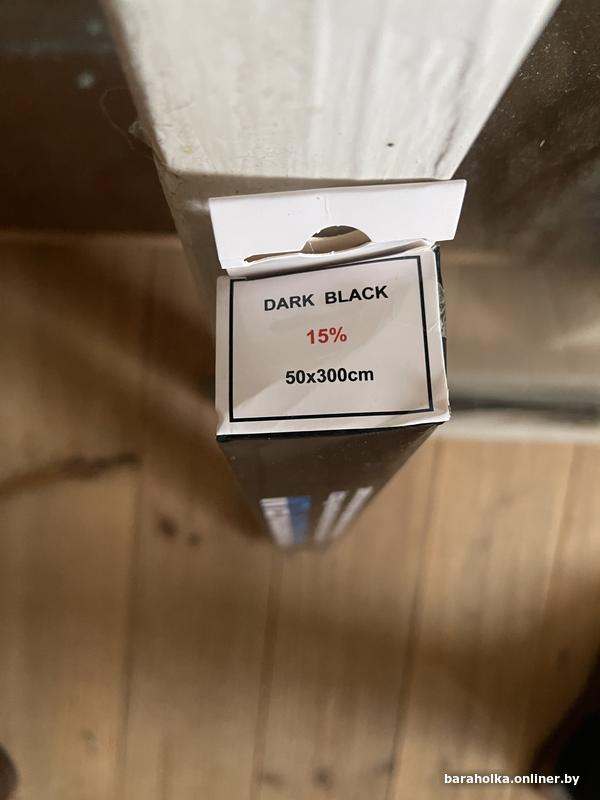 DARK BLACK
15%
50x300cm
baraholka.onliner.by